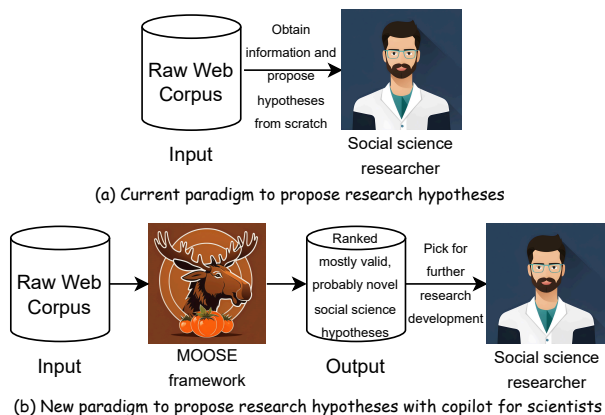 Raw Web
Corpus
Input
Obtain
information and
propose
hypotheses
from scratch
Social science
researcher
(a) Current paradigm to propose research hypotheses
Raw Web
Corpus
Input
MOOSE
framework
Ranked
mostly valid,
probably novel
social science
hypotheses
Output
Pick for
further
research
development
Social science
researcher
(b) New paradigm to propose research hypotheses with copilot for scientists